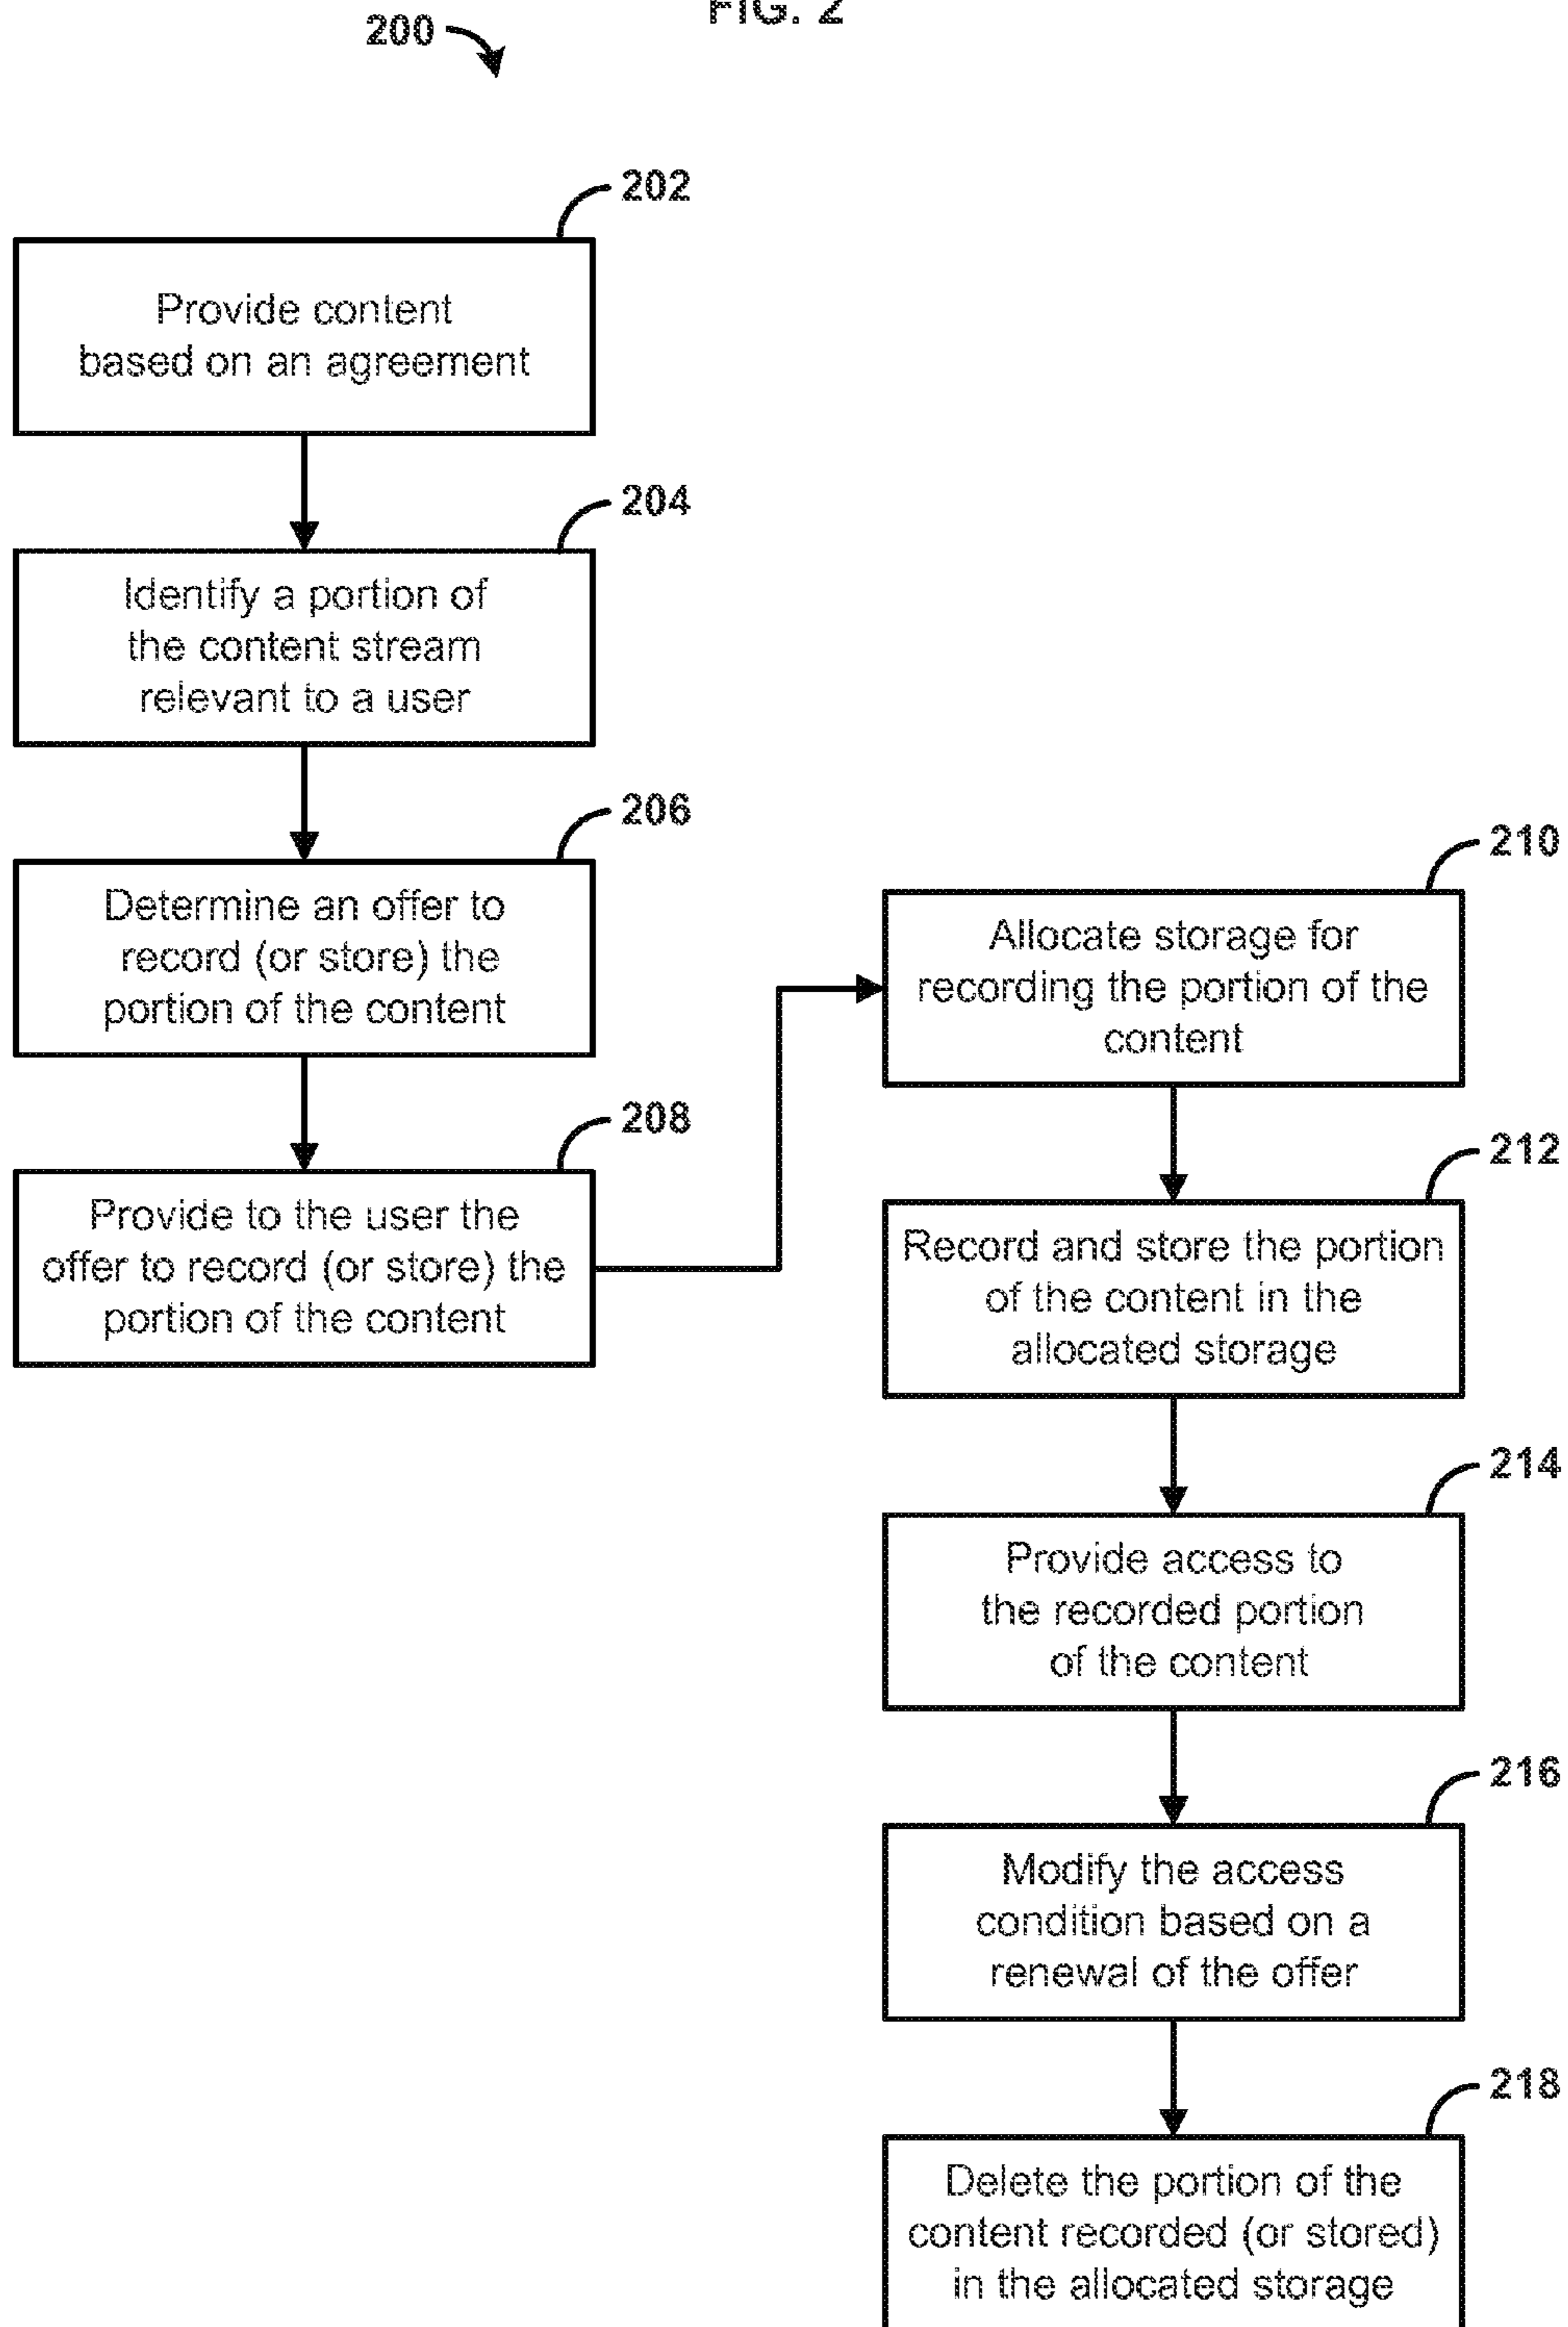 FIG. 2
200
202
Provide content
based on an agreement
204
Identify a portion of
the content stream
relevant to a user
206
Determine an offer to
record (or store) the
portion of the content
208
Provide to the user the
offer to record (or store) the
portion of the content
210
Allocate storage for
recording the portion of the
content
212
Record and store the portion
of the content in the
allocated storage
214
Provide access to
the recorded portion
of the content
216
Modify the access
condition based on a
renewal of the offer
218
Delete the portion of the
content recorded (or stored)
in the allocated storage